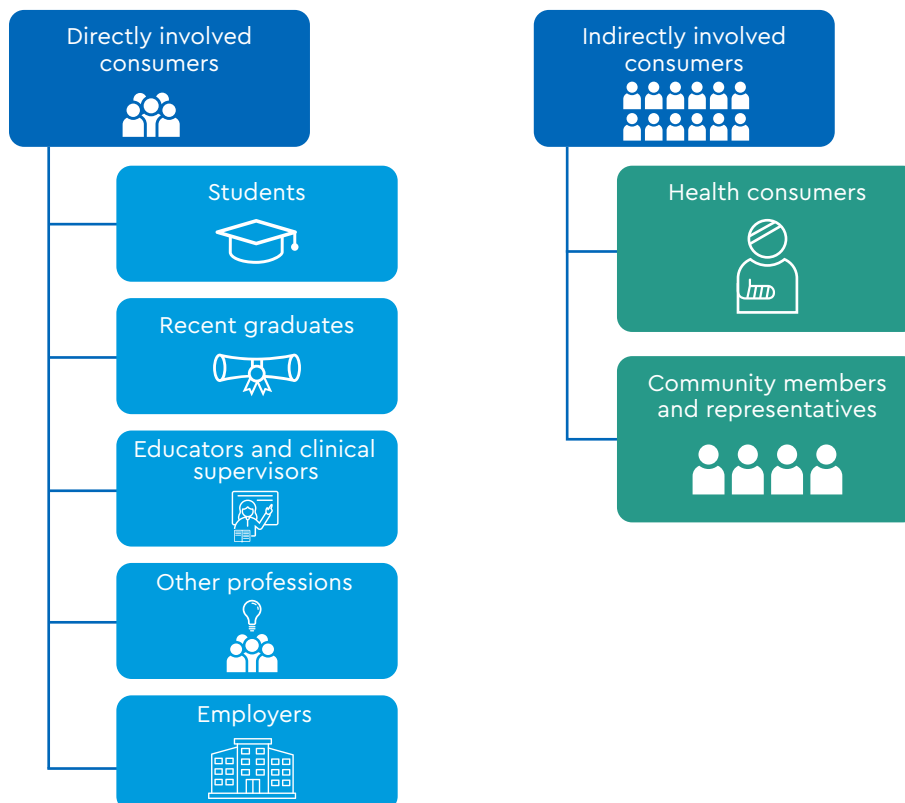 Directly involved
consumers
Students
Recent graduates
Educators and clinical
supervisors
Other professions
Employers
Indirectly involved
consumers
Health consumers
Community members
and representatives